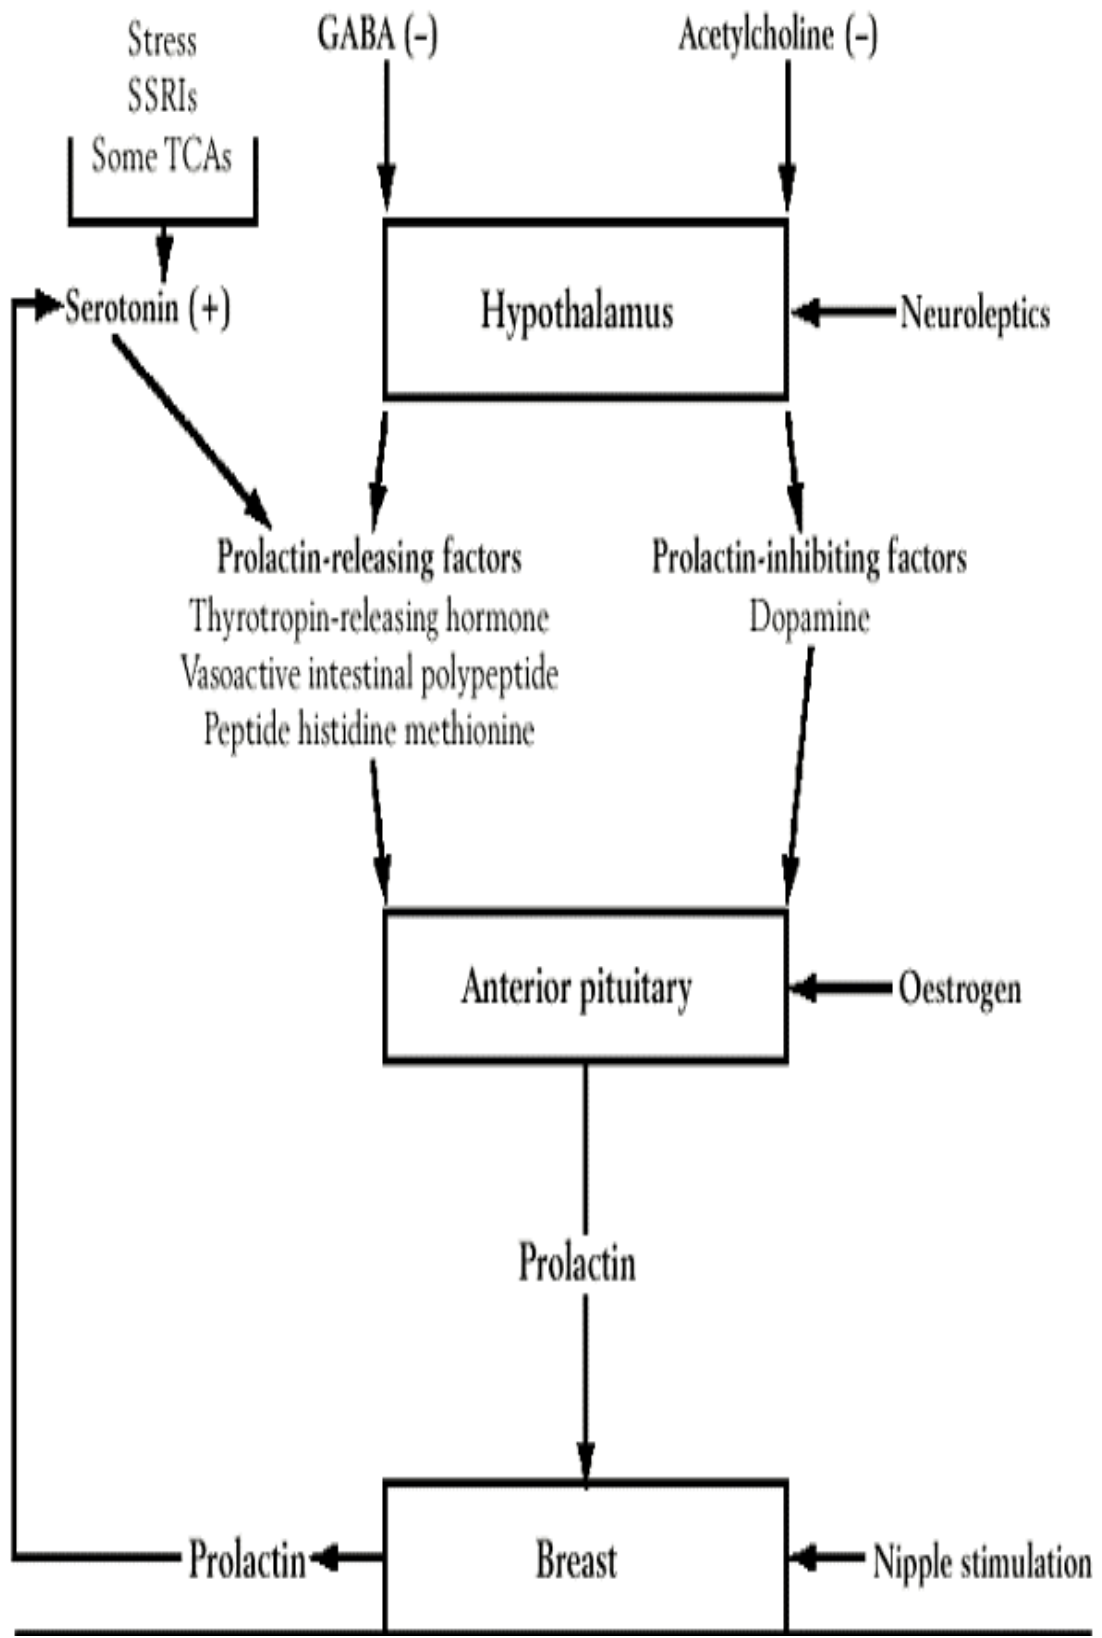 Stress
SSRIs
Some TCAs
GABA (–)
Acetylcholine (–)
Serotonin (+)
Hypothalamus
Neuroleptics
Prolactin-releasing factors
Thyrotropin-releasing hormone
Vasoactive intestinal polypeptide
Peptide histidine methionine
Prolactin-inhibiting factors
Dopamine
Anterior pituitary
Oestrogen
Prolactin
Prolactin
Breast
Nipple stimulation